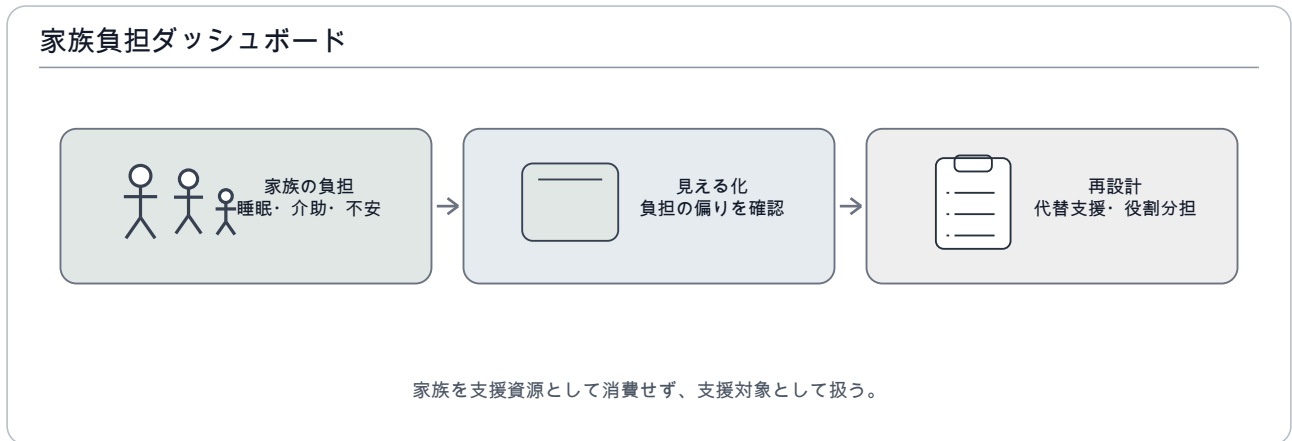 家族負担ダッシュボード
家族の負担
睡眠・介助・不安
見える化
負担の偏りを確認
再設計
代替支援・役割分担
家族を支援資源として消費せず、支援対象として扱う。